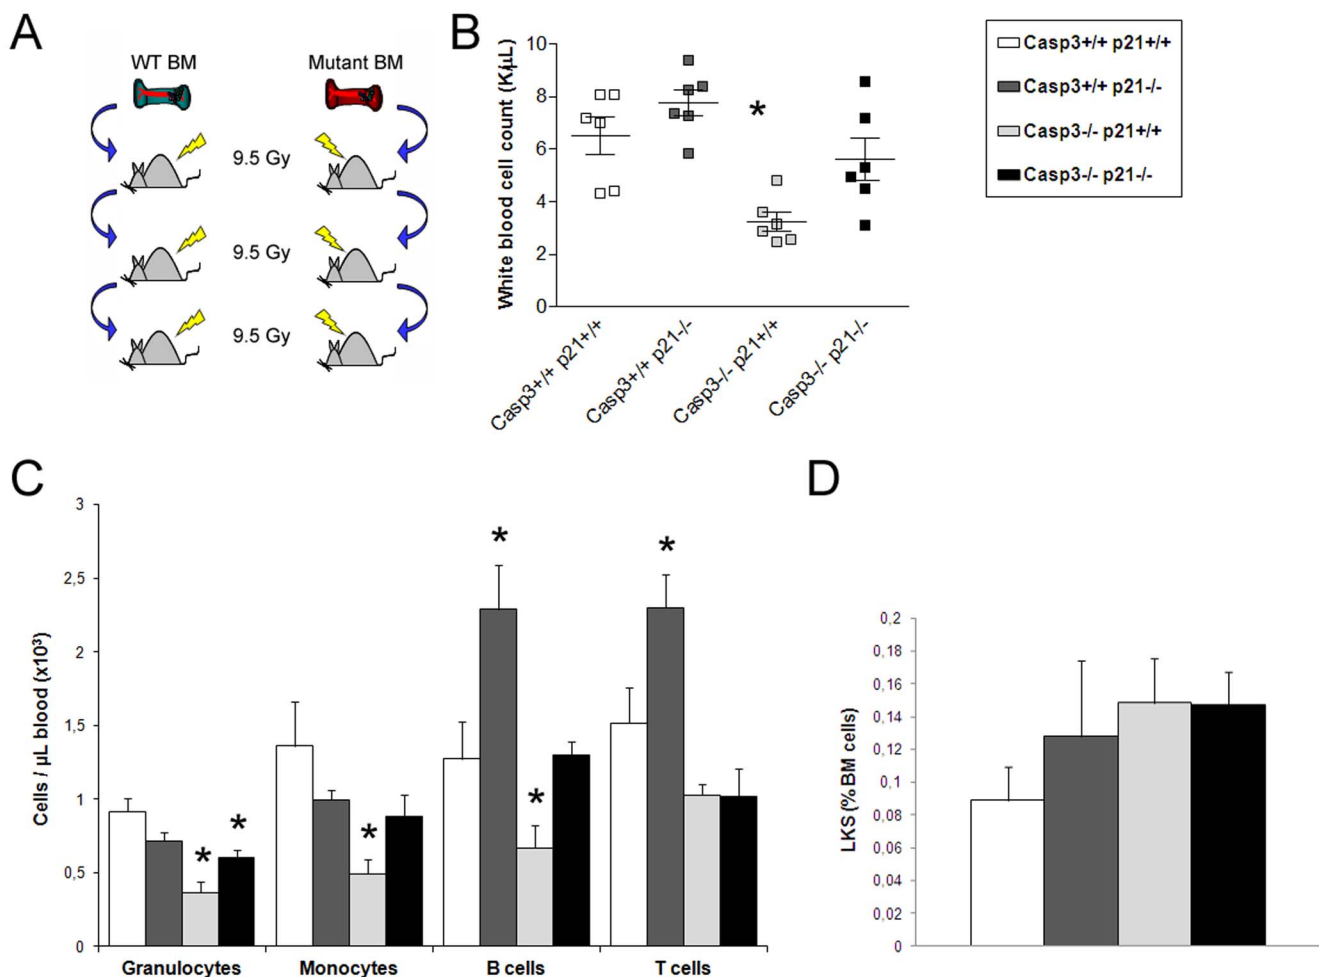 A
WT BM
Mutant BM
9.5 Gy
9.5 Gy
9.5 Gy
B
White blood cell count (K/µL)
10
8
6
4
2
0
Casp3+/+ p21+/+
Casp3+/+ p21-/-
Casp3-/- p21+/+
Casp3-/- p21-/-
*
Casp3+/+ p21+/+
Casp3+/+ p21-/-
Casp3-/- p21+/+
Casp3-/- p21-/-
C
Cells / µL blood (x10³)
3
2,5
2
1,5
1
0,5
0
* * * * * *
Granulocytes
Monocytes
B cells
T cells
D
LKS (% BM cells)
0,2
0,18
0,16
0,14
0,12
0,1
0,08
0,06
0,04
0,02
0